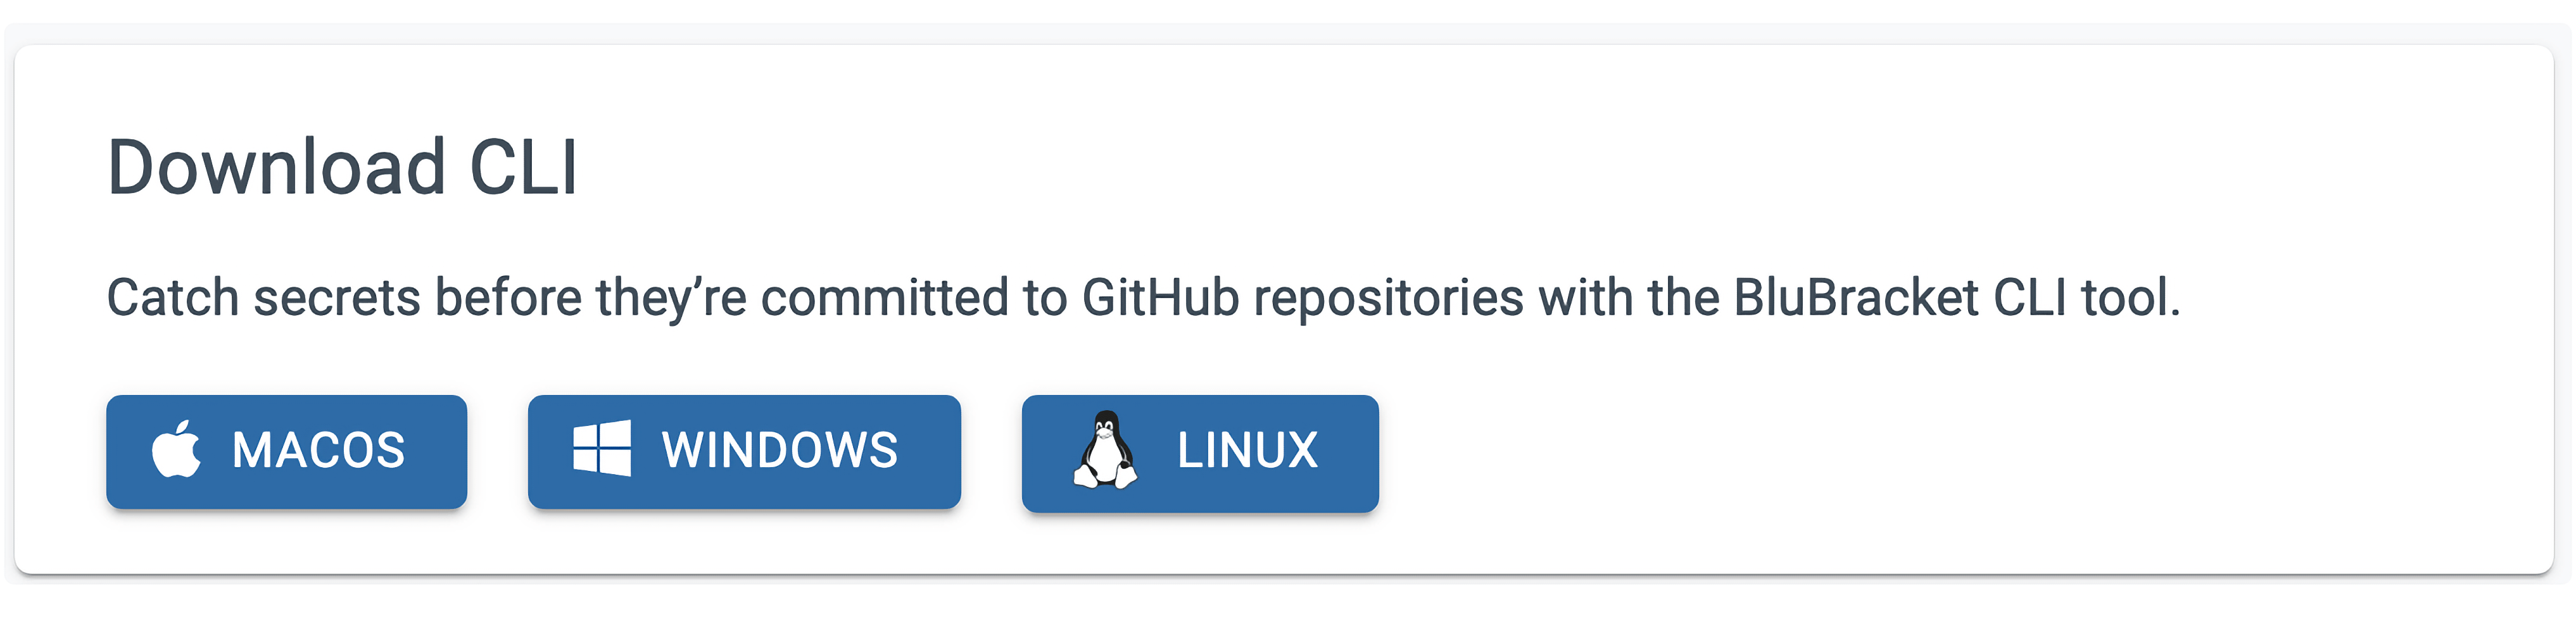 Download CLI
Catch secrets before they’re committed to GitHub repositories with the BluBracket CLI tool.
MACOS
WINDOWS
LINUX